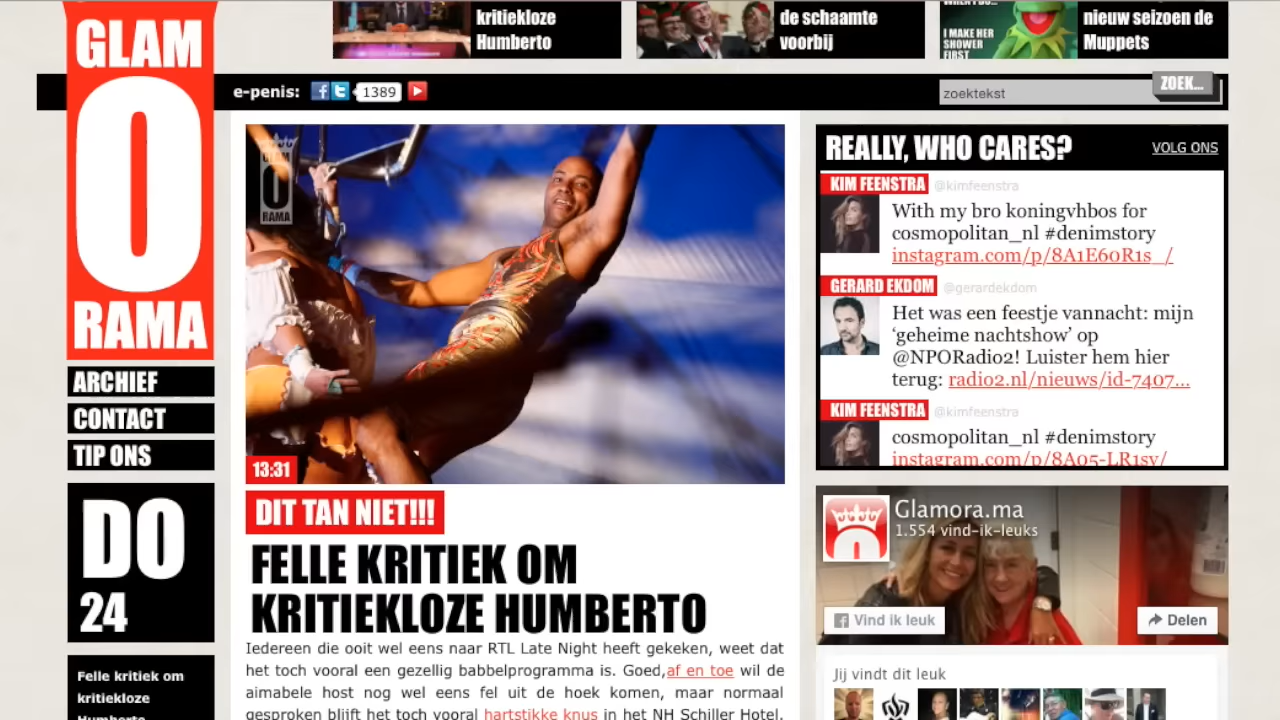 kritiekloze
Humberto
de schaamte
voorbij
I MAKE HER
SHOWER
FIRST
nieuw seizoen de
Muppets
GLAM
O
RAMA
e-penis:
1389
zoektekst
ZOEK...
ARCHIEF
CONTACT
TIP ONS
DO
24
Felle kritiek om
kritiekloze
Humberto
GLAM
O
RAMA
13:31
DIT TAN NIET!!!
FELLE KRITIEK OM
KRITIEKLOZE HUMBERTO
Iedereen die ooit wel eens naar RTL Late Night heeft gekeken, weet dat
het toch vooral een gezellig babbelprogramma is. Goed,af en toe wil de
aimabele host nog wel eens fel uit de hoek komen, maar normaal
gesproken blijft het toch vooral hartstikke knus in het NH Schiller Hotel.
REALLY, WHO CARES?
VOLG ONS
KIM FEENSTRA @kimfeenstra
With my bro koningvhbos for
cosmopolitan_nl #denimstory
instagram.com/p/8A1E60R1s_/
GERARD EKDOM @gerardekdom
Het was een feestje vannacht: mijn
‘geheime nachtshow’ op
@NPORadio2! Luister hem hier
terug: radio2.nl/nieuws/id-7407...
KIM FEENSTRA @kimfeenstra
cosmopolitan_nl #denimstory
instagram.com/p/8A05-LR1sv/
Glamora.ma
1.554 vind-ik-leuks
Vind ik leuk
Delen
Jij vindt dit leuk